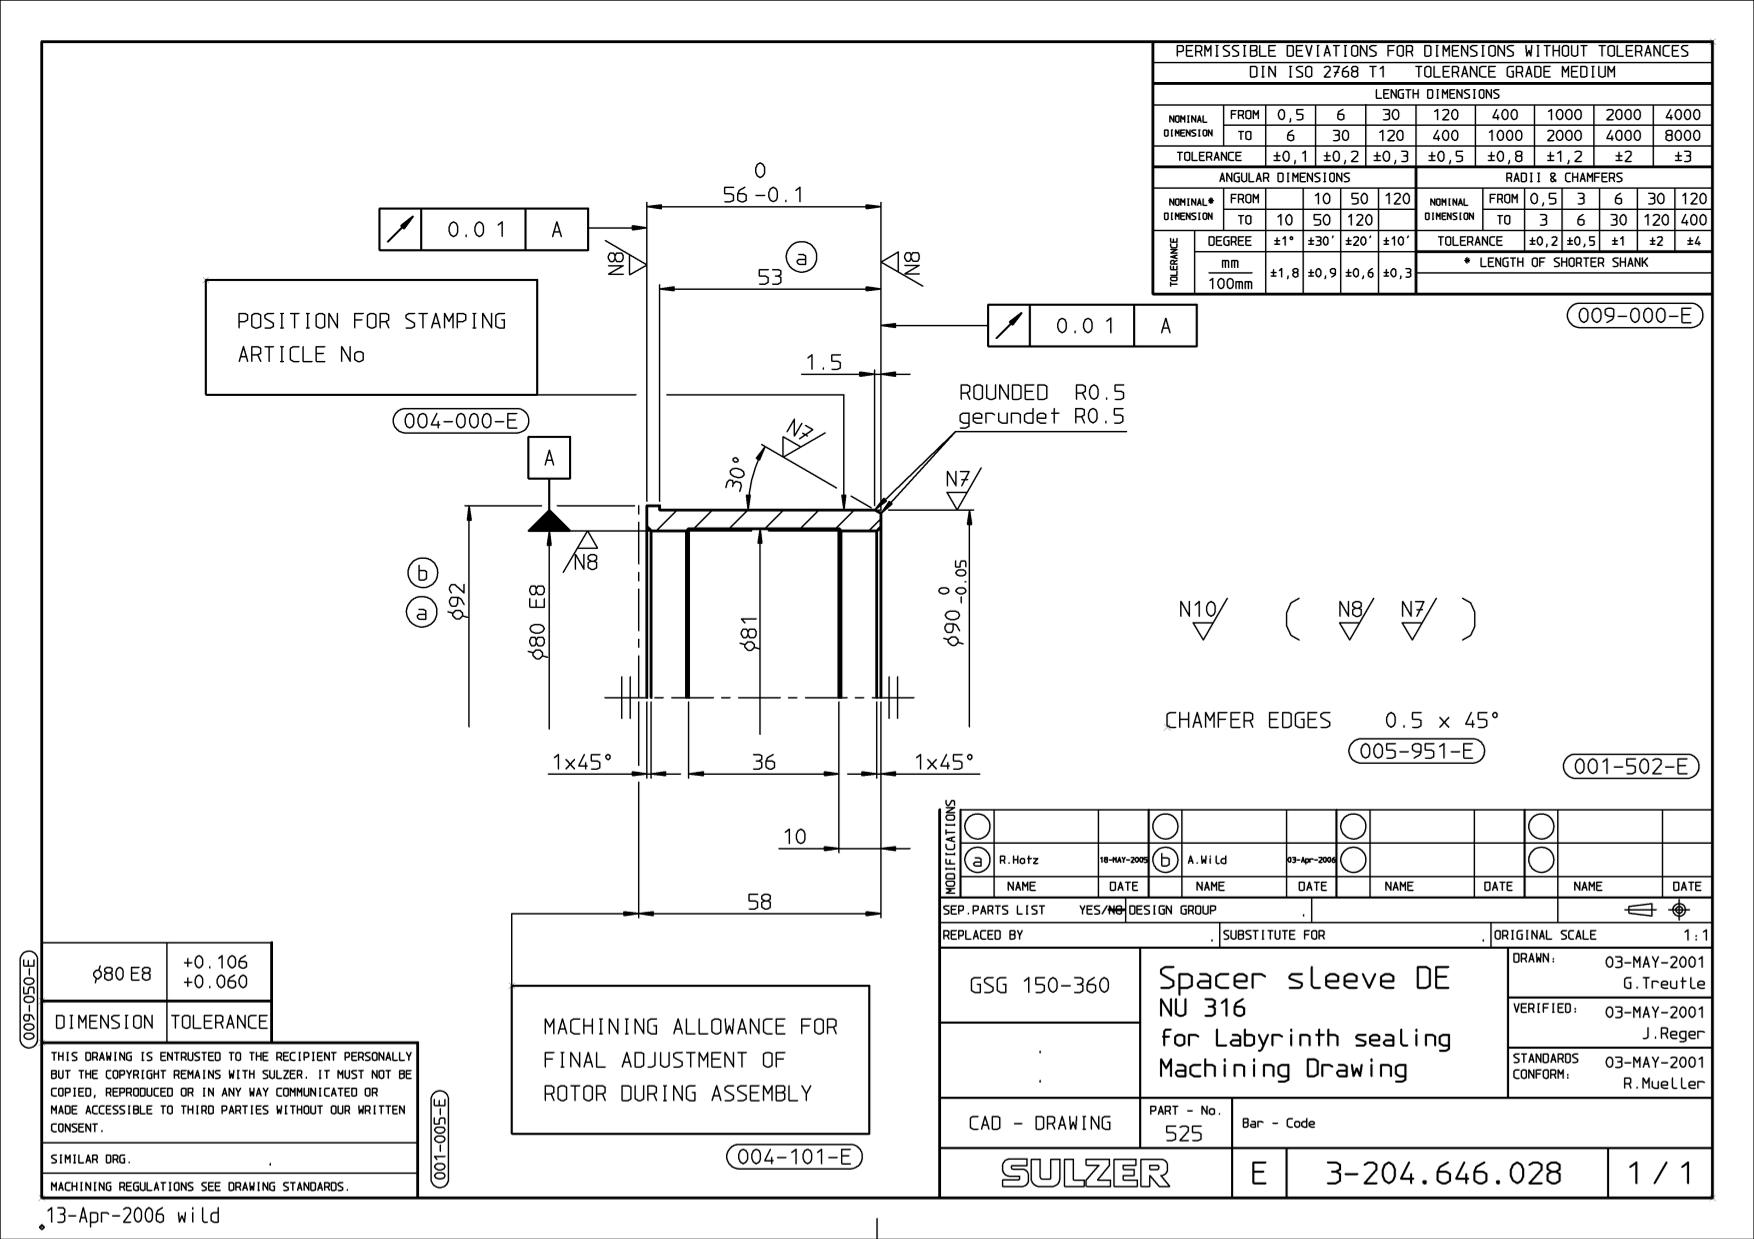 PERMISSIBLE DEVIATIONS FOR DIMENSIONS WITHOUT TOLERANCES
DIN ISO 2768 T1 TOLERANCE GRADE MEDIUM
LENGTH DIMENSIONS
NOMINAL DIMENSION
FROM 0,5 6 30 120 400 1000 2000 4000
TO 6 30 120 400 1000 2000 4000 8000
TOLERANCE ±0,1 ±0,2 ±0,3 ±0,5 ±0,8 ±1,2 ±2 ±3
ANGULAR DIMENSIONS
NOMINAL* DIMENSION
FROM 10 50 120
TO 10 50 120
TOLERANCE
DEGREE ±1° ±30′ ±20′ ±10′
mm
100mm
±1,8 ±0,9 ±0,6 ±0,3
RADII & CHAMFERS
NOMINAL DIMENSION
FROM 0,5 3 6 30 120
TO 3 6 30 120 400
TOLERANCE ±0,2 ±0,5 ±1 ±2 ±4
* LENGTH OF SHORTER SHANK
009-000-E
0
56 -0.1
0.01 A
N8
a
N8
53
POSITION FOR STAMPING
ARTICLE No
004-000-E
0.01 A
1.5
ROUNDED R0.5
gerundet R0.5
A
N7
30°
N7
N8
b
a
ϕ92
ϕ80 E8
ϕ81
0
ϕ90 -0.05
N10
( N8 N7 )
CHAMFER EDGES 0.5 x 45°
005-951-E
001-502-E
1x45°
36
1x45°
10
58
MACHINING ALLOWANCE FOR
FINAL ADJUSTMENT OF
ROTOR DURING ASSEMBLY
004-101-E
009-050-E
ϕ80 E8
+0.106
+0.060
DIMENSION TOLERANCE
THIS DRAWING IS ENTRUSTED TO THE RECIPIENT PERSONALLY
BUT THE COPYRIGHT REMAINS WITH SULZER. IT MUST NOT BE
COPIED, REPRODUCED OR IN ANY WAY COMMUNICATED OR
MADE ACCESSIBLE TO THIRD PARTIES WITHOUT OUR WRITTEN
CONSENT.
SIMILAR DRG. .
MACHINING REGULATIONS SEE DRAWING STANDARDS.
001-005-E
13-Apr-2006 wild
MODIFICATIONS
a R.Hotz 18-MAY-2005 b A.Wild 03-Apr-2006
NAME DATE NAME DATE NAME DATE NAME DATE
SEP.PARTS LIST YES/NO DESIGN GROUP .
REPLACED BY . SUBSTITUTE FOR . ORIGINAL SCALE 1:1
GSG 150-360
.
.
Spacer sleeve DE
NU 316
for Labyrinth sealing
Machining Drawing
DRAWN: 03-MAY-2001
G.Treutle
VERIFIED: 03-MAY-2001
J.Reger
STANDARDS CONFORM: 03-MAY-2001
R.Mueller
CAD - DRAWING
PART - No.
525
Bar - Code
SULZER
E
3-204.646.028
1 / 1